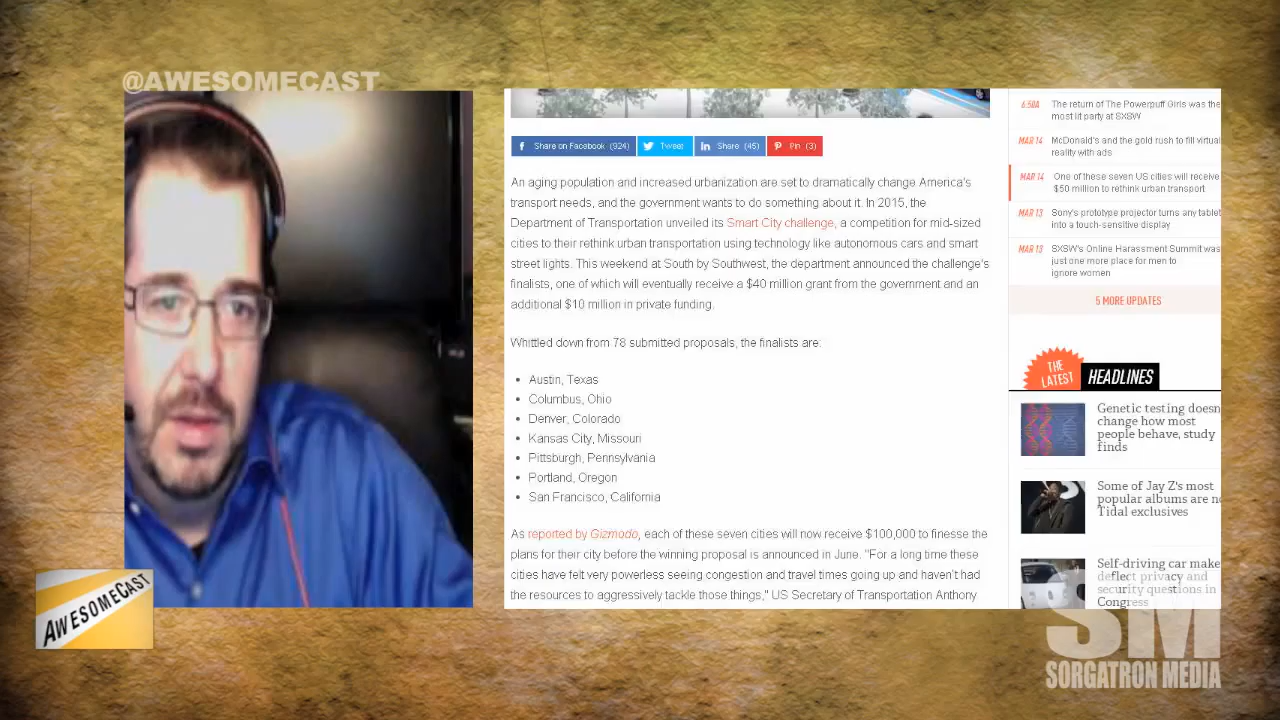 @AWESOMECAST
Share on Facebook (924)
Tweet
Share (45)
Pin (3)
An aging population and increased urbanization are set to dramatically change America's
transport needs, and the government wants to do something about it. In 2015, the
Department of Transportation unveiled its Smart City challenge, a competition for mid-sized
cities to their rethink urban transportation using technology like autonomous cars and smart
street lights. This weekend at South by Southwest, the department announced the challenge's
finalists, one of which will eventually receive a $40 million grant from the government and an
additional $10 million in private funding.
Whittled down from 78 submitted proposals, the finalists are:
• Austin, Texas
• Columbus, Ohio
• Denver, Colorado
• Kansas City, Missouri
• Pittsburgh, Pennsylvania
• Portland, Oregon
• San Francisco, California
As reported by Gizmodo, each of these seven cities will now receive $100,000 to finesse the
plans for their city before the winning proposal is announced in June. "For a long time these
cities have felt very powerless seeing congestion and travel times going up and haven't had
the resources to aggressively tackle those things," US Secretary of Transportation Anthony
6:50A
The return of The Powerpuff Girls was the
most lit party at SXSW
MAR 14
McDonald's and the gold rush to fill virtual
reality with ads
MAR 14
One of these seven US cities will receive
$50 million to rethink urban transport
MAR 13
Sony's prototype projector turns any tablet
into a touch-sensitive display
MAR 13
SXSW's Online Harassment Summit was
just one more place for men to
ignore women
5 MORE UPDATES
THE
LATEST
HEADLINES
Genetic testing doesn
change how most
people behave, study
finds
Some of Jay Z's most
popular albums are no
Tidal exclusives
Self-driving car make
deflect privacy and
security questions in
Congress
AWESOMECAST
SM
SORGATRON MEDIA